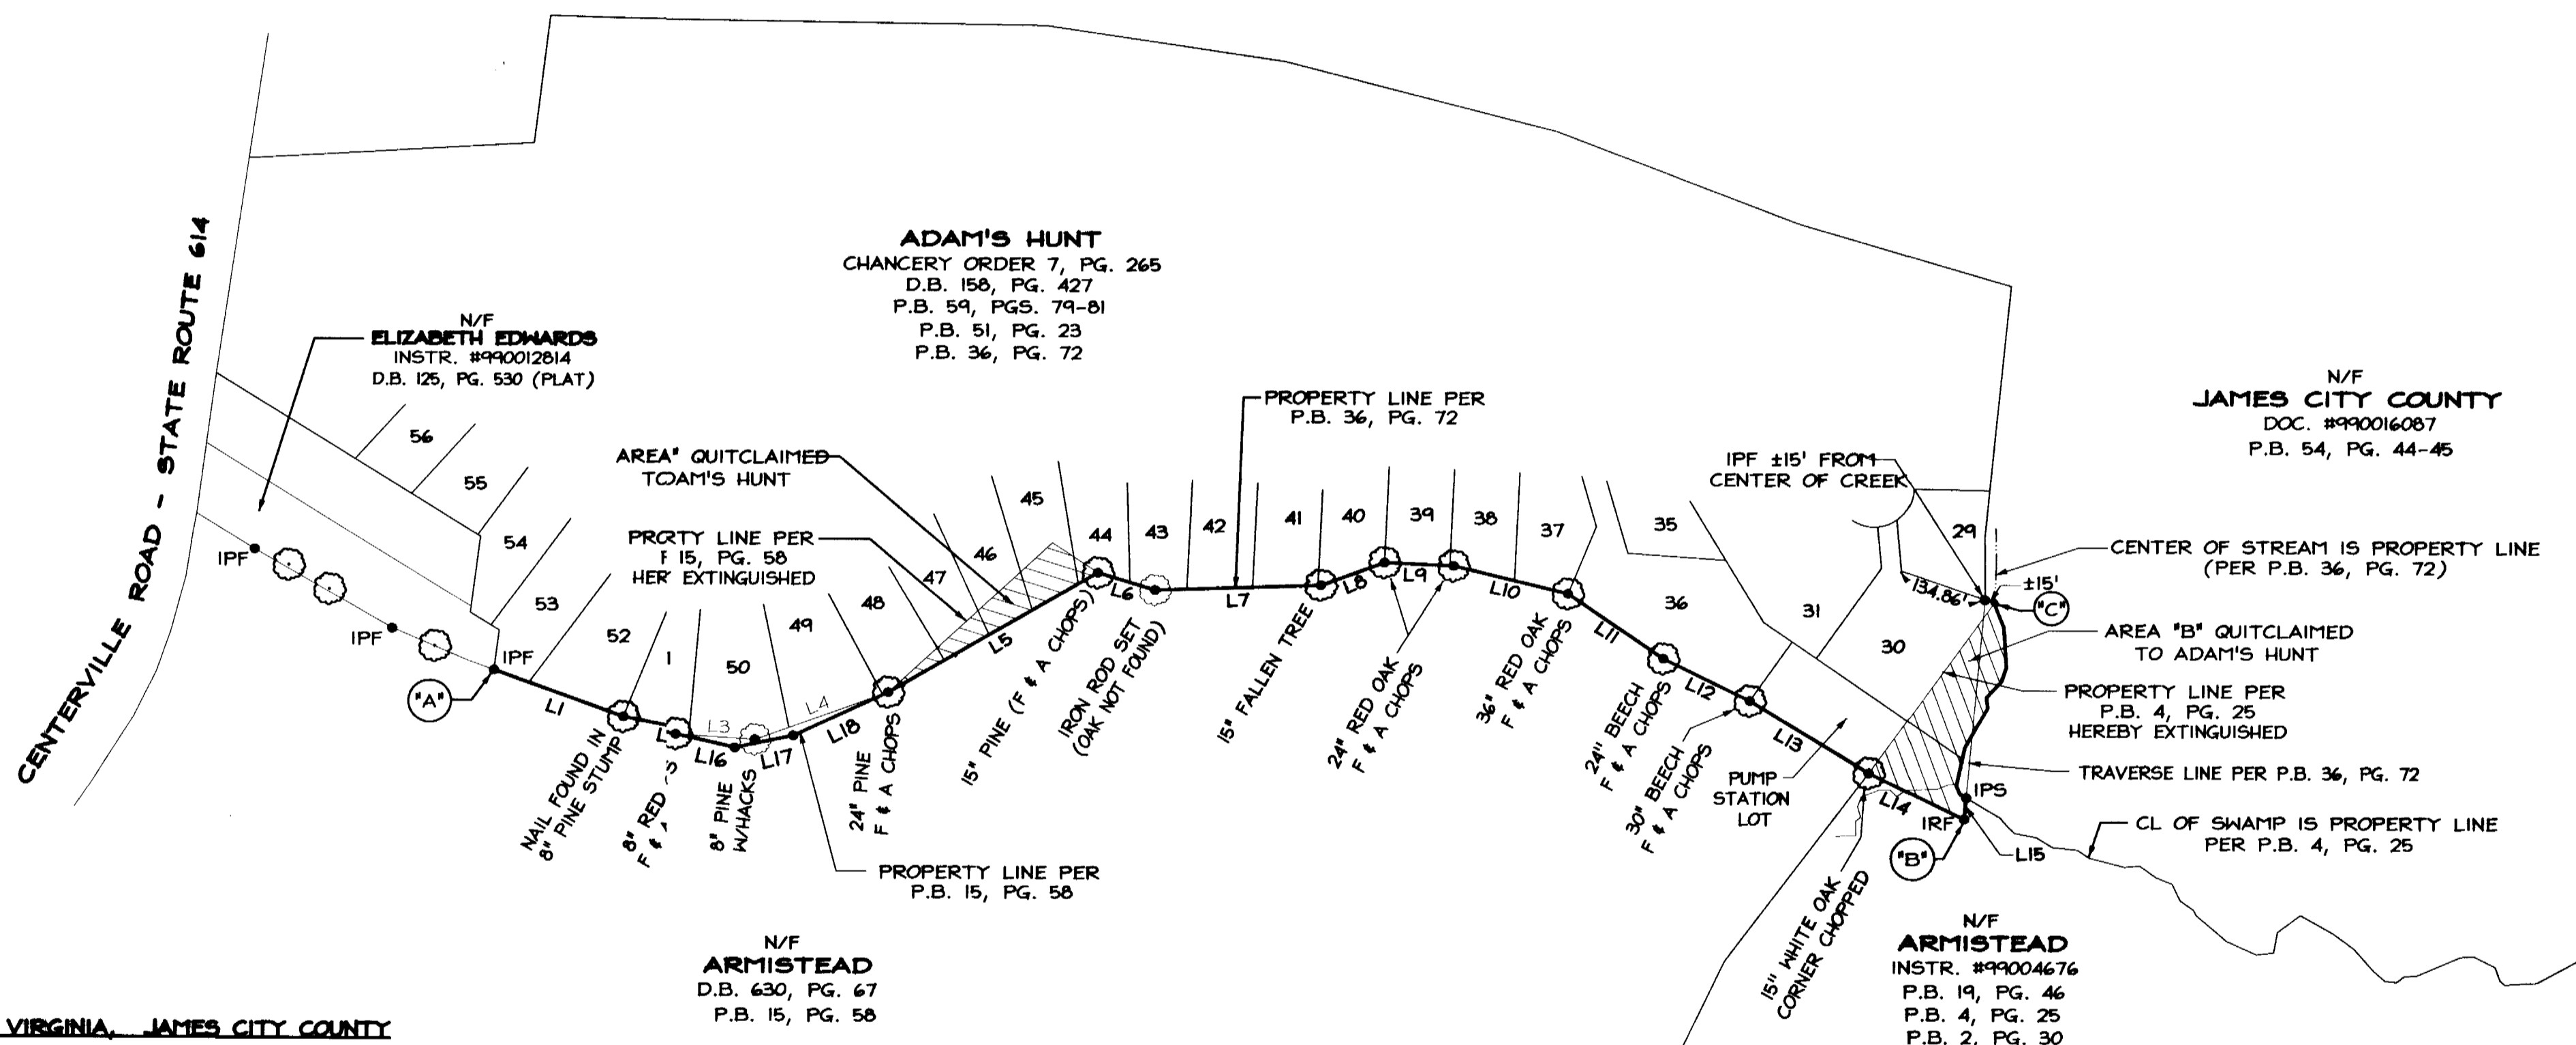 CENTERVILLE ROAD - STATE ROUTE 614
N/F
ELIZABETH EDWARDS
INSTR. #990012814
D.B. 125, PG. 530 (PLAT)
ADAM'S HUNT
CHANCERY ORDER 7, PG. 265
D.B. 158, PG. 427
P.B. 59, PGS. 79-81
P.B. 51, PG. 23
P.B. 36, PG. 72
N/F
JAMES CITY COUNTY
DOC. #990016087
P.B. 54, PG. 44-45
PROPERTY LINE PER
P.B. 36, PG. 72
AREA" QUITCLAIMED
HUNT
LINE PER
15, PG. 58
EXTINGUISHED
IPF ±15' FROM
CENTER OF CREEK
CENTER OF STREAM IS PROPERTY LINE
(PER P.B. 36, PG. 72)
±15'
"C"
134.86'
AREA "B" QUITCLAIMED
TO ADAM'S HUNT
PROPERTY LINE PER
P.B. 4, PG. 25
HEREBY EXTINGUISHED
TRAVERSE LINE PER P.B. 36, PG. 72
CL OF SWAMP IS PROPERTY LINE
PER P.B. 4, PG. 25
56
55
54
53
52
1
50
49
48
47
46
45
44
43
42
41
40
39
38
37
35
36
31
30
29
IPF
IPF
IPF
"A"
L1
L3
L4
L16
L17
L18
L5
L6
L7
L8
L9
L10
L11
L12
L13
L14
L15
IPS
IRF
"B"
NAIL FOUND IN
8" PINE STUMP
8" RED
F &
8" PINE
W/HACKS
24" PINE
F & A CHOPS
15" PINE (F & A CHOPS)
IRON ROD SET
(OAK NOT FOUND)
15" FALLEN TREE
24" RED OAK
F & A CHOPS
36" RED OAK
F & A CHOPS
24" BEECH
F & A CHOPS
30" BEECH
F & A CHOPS
PUMP
STATION
LOT
15" WHITE OAK
CORNER CHOPPED
PROPERTY LINE PER
P.B. 15, PG. 58
N/F
ARMISTEAD
D.B. 630, PG. 67
P.B. 15, PG. 58
N/F
ARMISTEAD
INSTR. #99004676
P.B. 19, PG. 46
P.B. 4, PG. 25
P.B. 2, PG. 30
VIRGINIA, JAMES CITY COUNTY